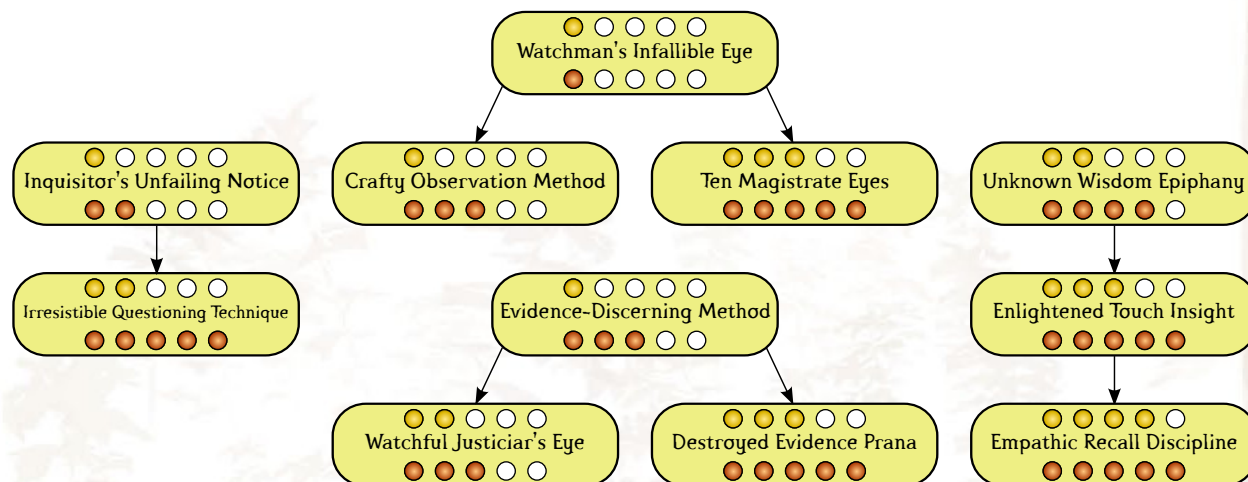 Watchman's Infallible Eye
Inquisitor's Unfailing Notice
Crafty Observation Method
Ten Magistrate Eyes
Unknown Wisdom Epiphany
Irresistible Questioning Technique
Evidence-Discerning Method
Enlightened Touch Insight
Watchful Justiciar's Eye
Destroyed Evidence Prana
Empathic Recall Discipline